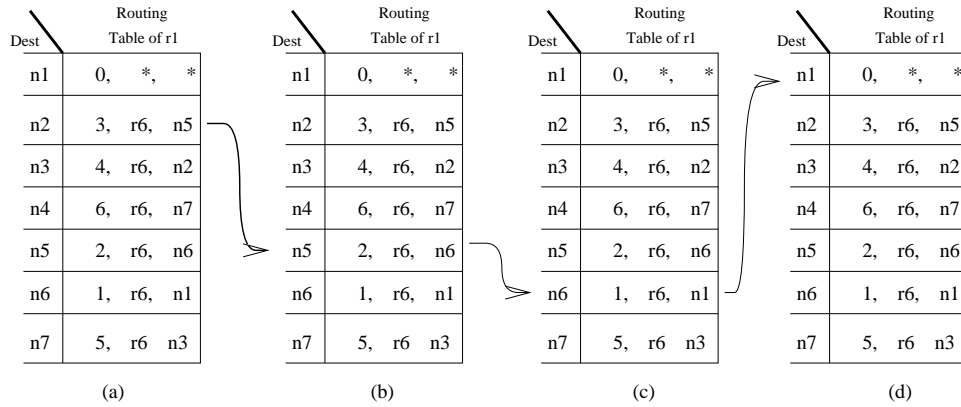 Routing Routing Routing Routing
Dest Table of r1 Dest Table of r1 Dest Table of r1 Dest Table of r1
n1 0, *, * n1 0, *, * n1 0, *, * n1 0, *, *
n2 3, r6, n5 n2 3, r6, n5 n2 3, r6, n5 n2 3, r6, n5
n3 4, r6, n2 n3 4, r6, n2 n3 4, r6, n2 n3 4, r6, n2
n4 6, r6, n7 n4 6, r6, n7 n4 6, r6, n7 n4 6, r6, n7
n5 2, r6, n6 n5 2, r6, n6 n5 2, r6, n6 n5 2, r6, n6
n6 1, r6, n1 n6 1, r6, n1 n6 1, r6, n1 n6 1, r6, n1
n7 5, r6 n3 n7 5, r6 n3 n7 5, r6 n3 n7 5, r6 n3
(a) (b) (c) (d)